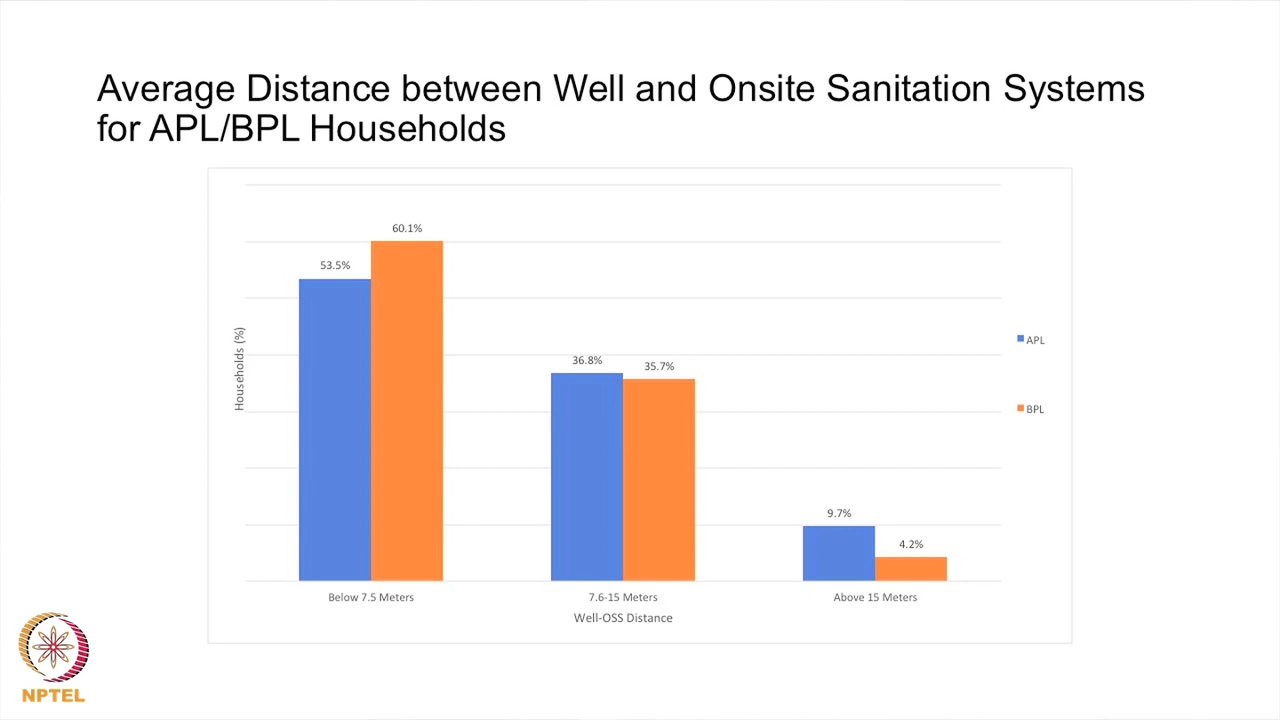 Average Distance between Well and Onsite Sanitation Systems
for APL/BPL Households
60.1%
53.5%
36.8%
35.7%
9.7%
4.2%
Households (%)
APL
BPL
Below 7.5 Meters
7.6-15 Meters
Above 15 Meters
Well-OSS Distance
NPTEL